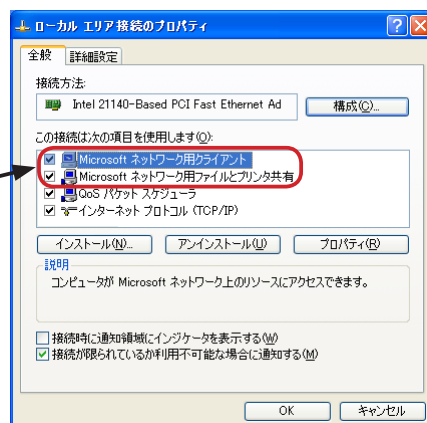 ローカル エリア接続のプロパティ
全般 詳細設定
接続方法:
Intel 21140-Based PCI Fast Ethernet Ad 構成(C)...
この接続は次の項目を使用します(O):
Microsoft ネットワーク用クライアント
Microsoft ネットワーク用ファイルとプリンタ共有
QoS パケット スケジューラ
インターネット プロトコル (TCP/IP)
インストール(N)... アンインストール(U) プロパティ(R)
説明
コンピュータが Microsoft ネットワーク上のリソースにアクセスできます。
接続時に通知領域にインジケータを表示する(W)
接続が限られているか利用不可能な場合に通知する(M)
OK キャンセル